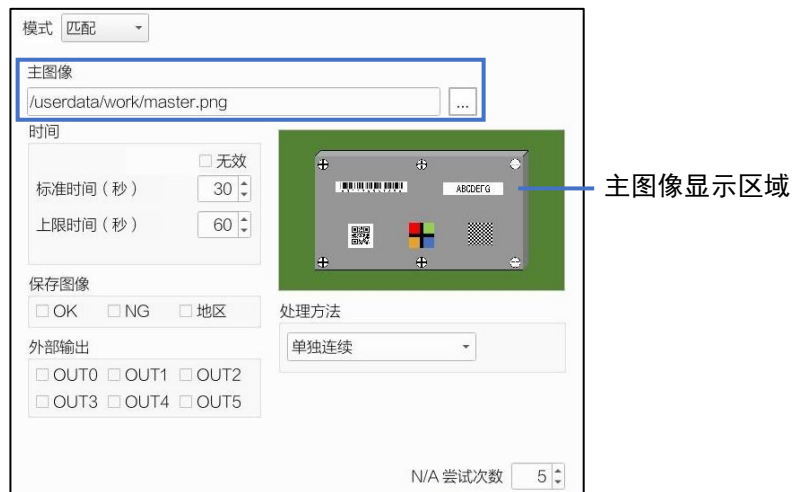 模式 匹配
主图像
/userdata/work/master.png ...
时间
无效
标准时间（秒） 30
上限时间（秒） 60
ABCDEFG
主图像显示区域
保存图像
OK NG 地区
处理方法
单独连续
外部输出
OUT0 OUT1 OUT2
OUT3 OUT4 OUT5
N/A 尝试次数 5